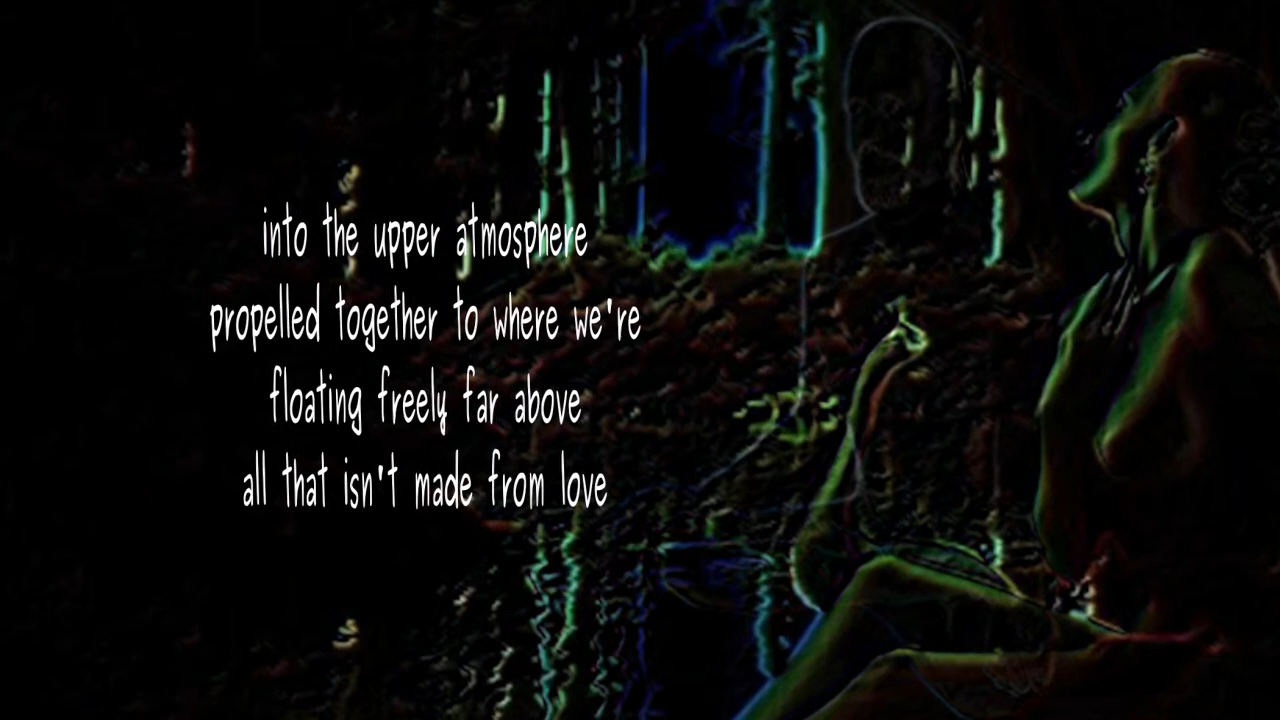 into the upper atmosphere
propelled together to where we're
floating freely far above
all that isn't made from love